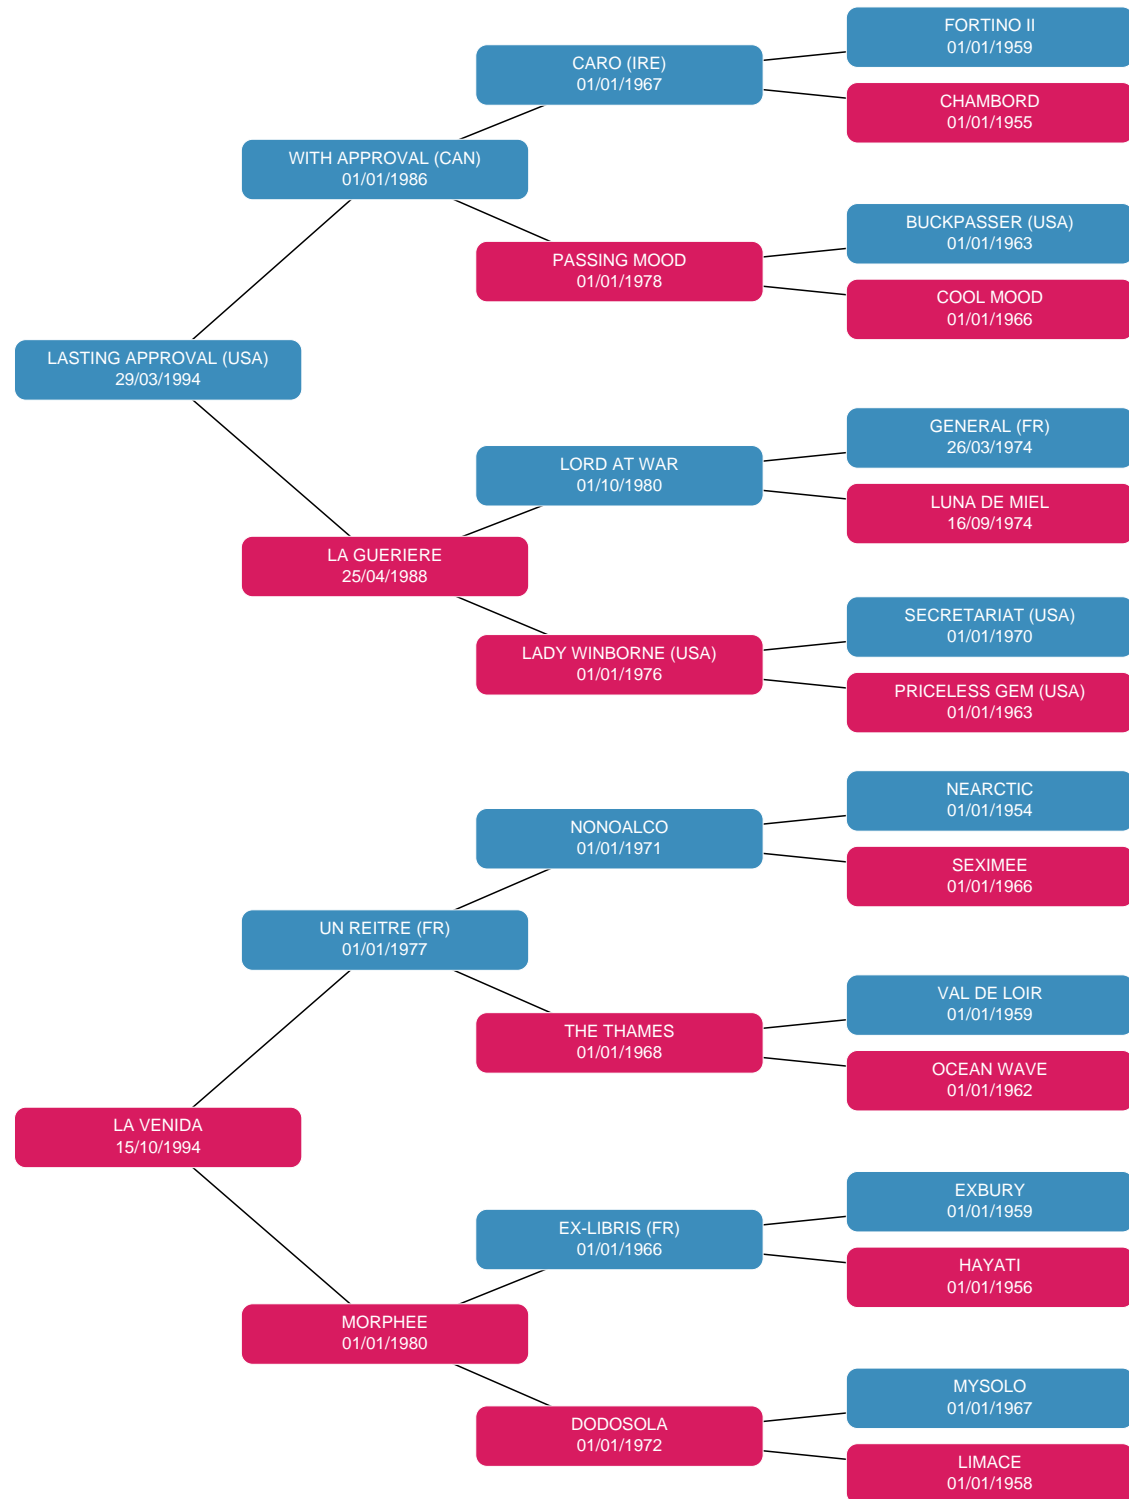 FORTINO II
01/01/1959
CARO (IRE)
01/01/1967
CHAMBORD
01/01/1955
WITH APPROVAL (CAN)
01/01/1986
BUCKPASSER (USA)
01/01/1963
PASSING MOOD
01/01/1978
COOL MOOD
01/01/1966
LASTING APPROVAL (USA)
29/03/1994
GENERAL (FR)
26/03/1974
LORD AT WAR
01/10/1980
LUNA DE MIEL
16/09/1974
LA GUERIERE
25/04/1988
SECRETARIAT (USA)
01/01/1970
LADY WINBORNE (USA)
01/01/1976
PRICELESS GEM (USA)
01/01/1963
NEARCTIC
01/01/1954
NONOALCO
01/01/1971
SEXIMEE
01/01/1966
UN REITRE (FR)
01/01/1977
VAL DE LOIR
01/01/1959
THE THAMES
01/01/1968
OCEAN WAVE
01/01/1962
LA VENIDA
15/10/1994
EXBURY
01/01/1959
EX-LIBRIS (FR)
01/01/1966
HAYATI
01/01/1956
MORPHEE
01/01/1980
MYSOLO
01/01/1967
DODOSOLA
01/01/1972
LIMACE
01/01/1958